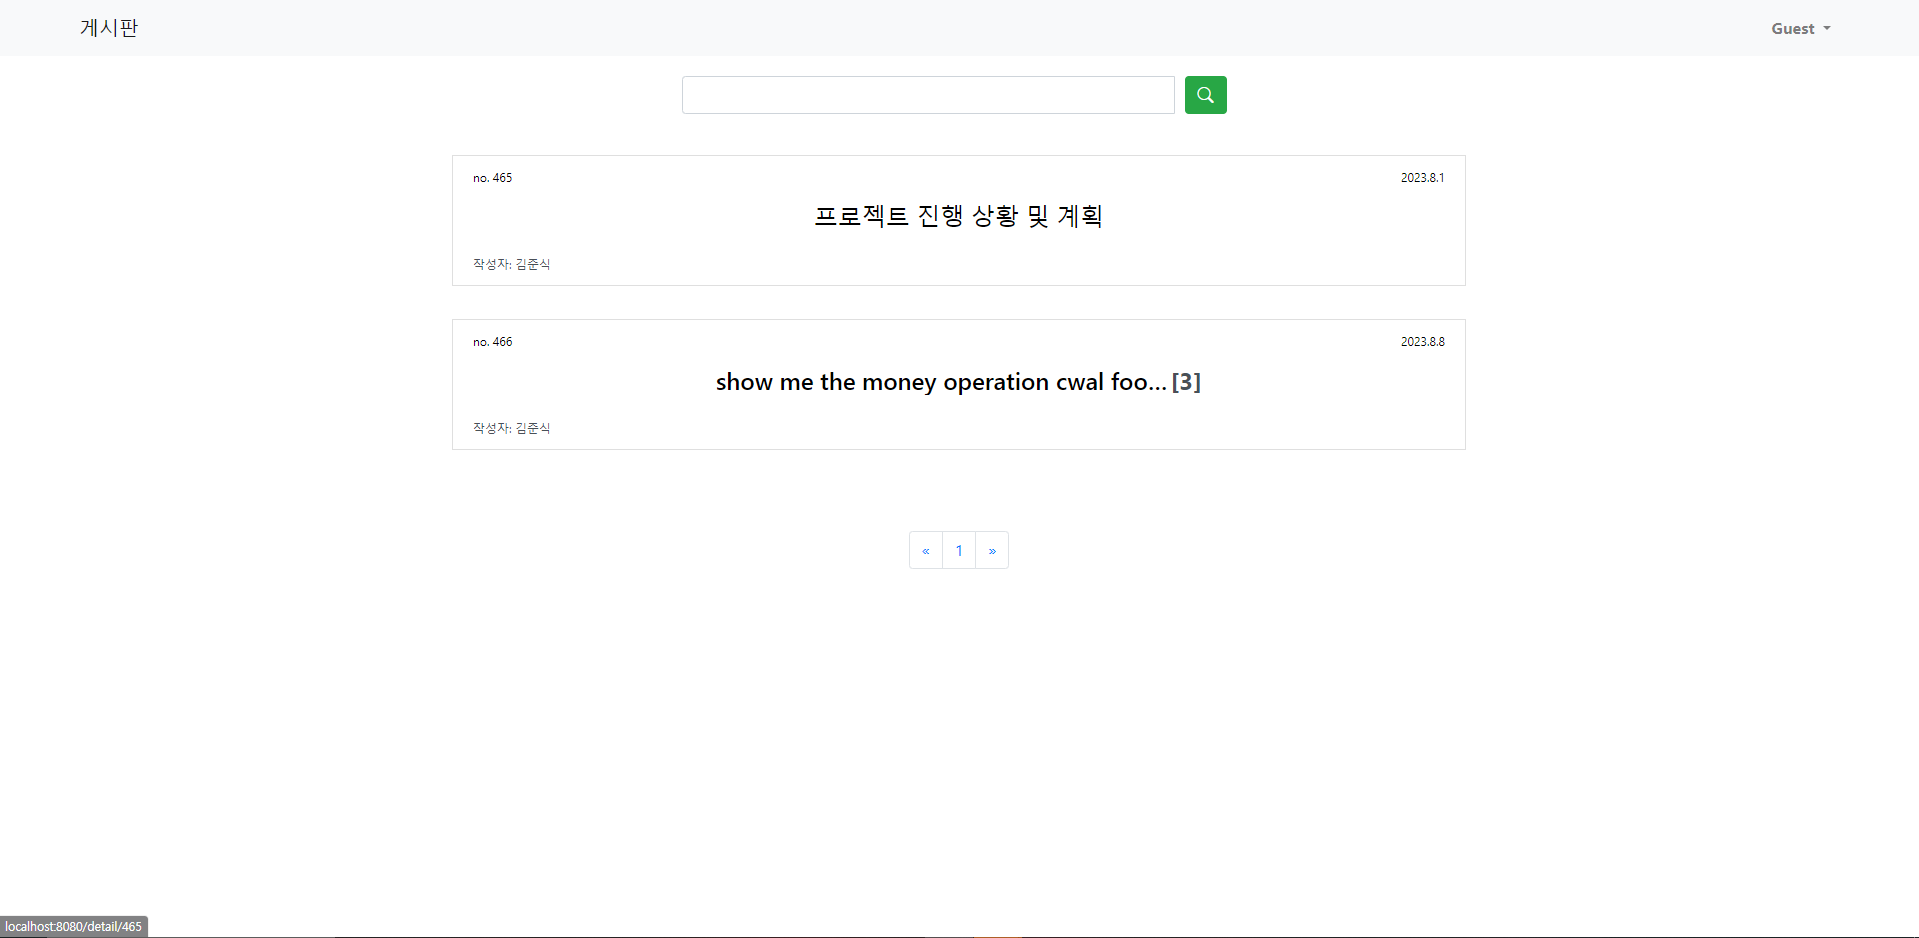 게시판
Guest
no. 465
2023.8.1
프로젝트 진행 상황 및 계획
작성자: 김준식
no. 466
2023.8.8
show me the money operation cwal foo... [3]
작성자: 김준식
« 1 »
localhost:8080/detail/465